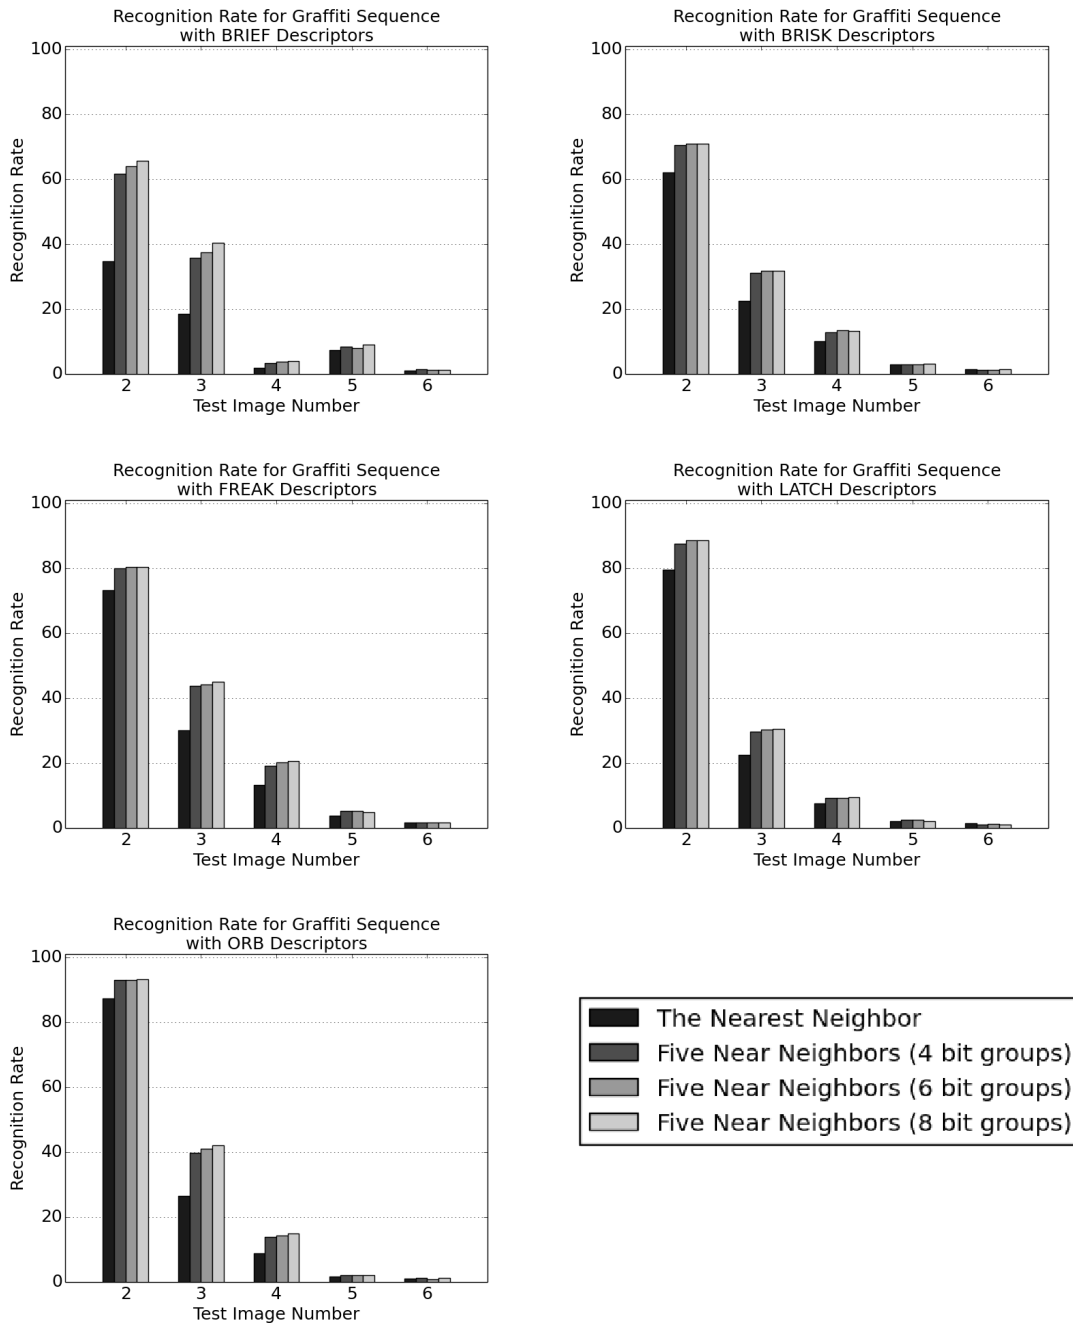 Recognition Rate for Graffiti Sequence
with BRIEF Descriptors
100
80
60
40
20
0
Recognition Rate
2 3 4 5 6
Test Image Number
Recognition Rate for Graffiti Sequence
with BRISK Descriptors
100
80
60
40
20
0
Recognition Rate
2 3 4 5 6
Test Image Number
Recognition Rate for Graffiti Sequence
with FREAK Descriptors
100
80
60
40
20
0
Recognition Rate
2 3 4 5 6
Test Image Number
Recognition Rate for Graffiti Sequence
with LATCH Descriptors
100
80
60
40
20
0
Recognition Rate
2 3 4 5 6
Test Image Number
Recognition Rate for Graffiti Sequence
with ORB Descriptors
100
80
60
40
20
0
Recognition Rate
2 3 4 5 6
Test Image Number
The Nearest Neighbor
Five Near Neighbors (4 bit groups)
Five Near Neighbors (6 bit groups)
Five Near Neighbors (8 bit groups)